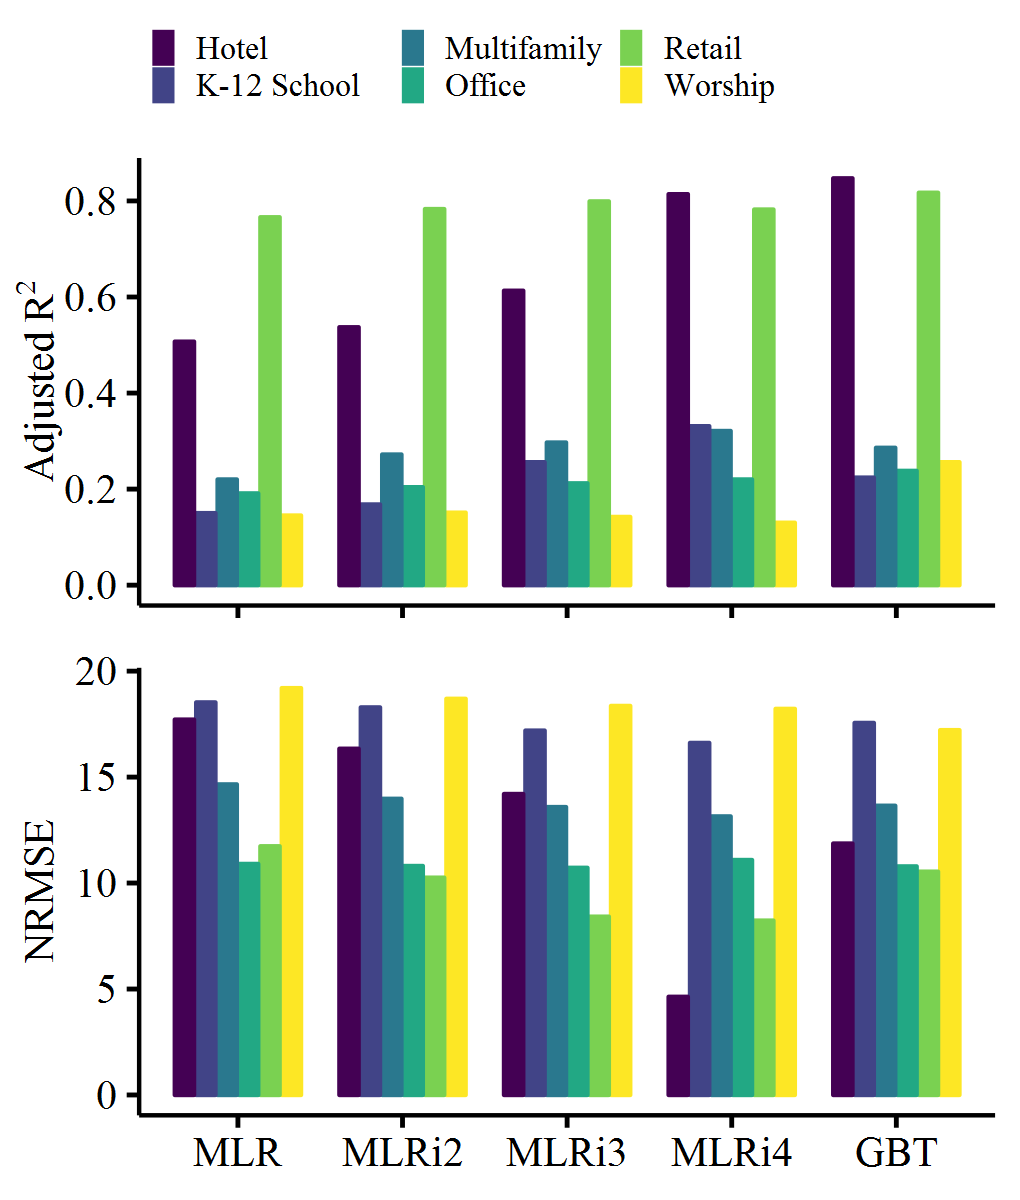 Hotel Multifamily Retail
K-12 School Office Worship
Adjusted R²
0.8
0.6
0.4
0.2
0.0
NRMSE
20
15
10
5
0
MLR MLRi2 MLRi3 MLRi4 GBT